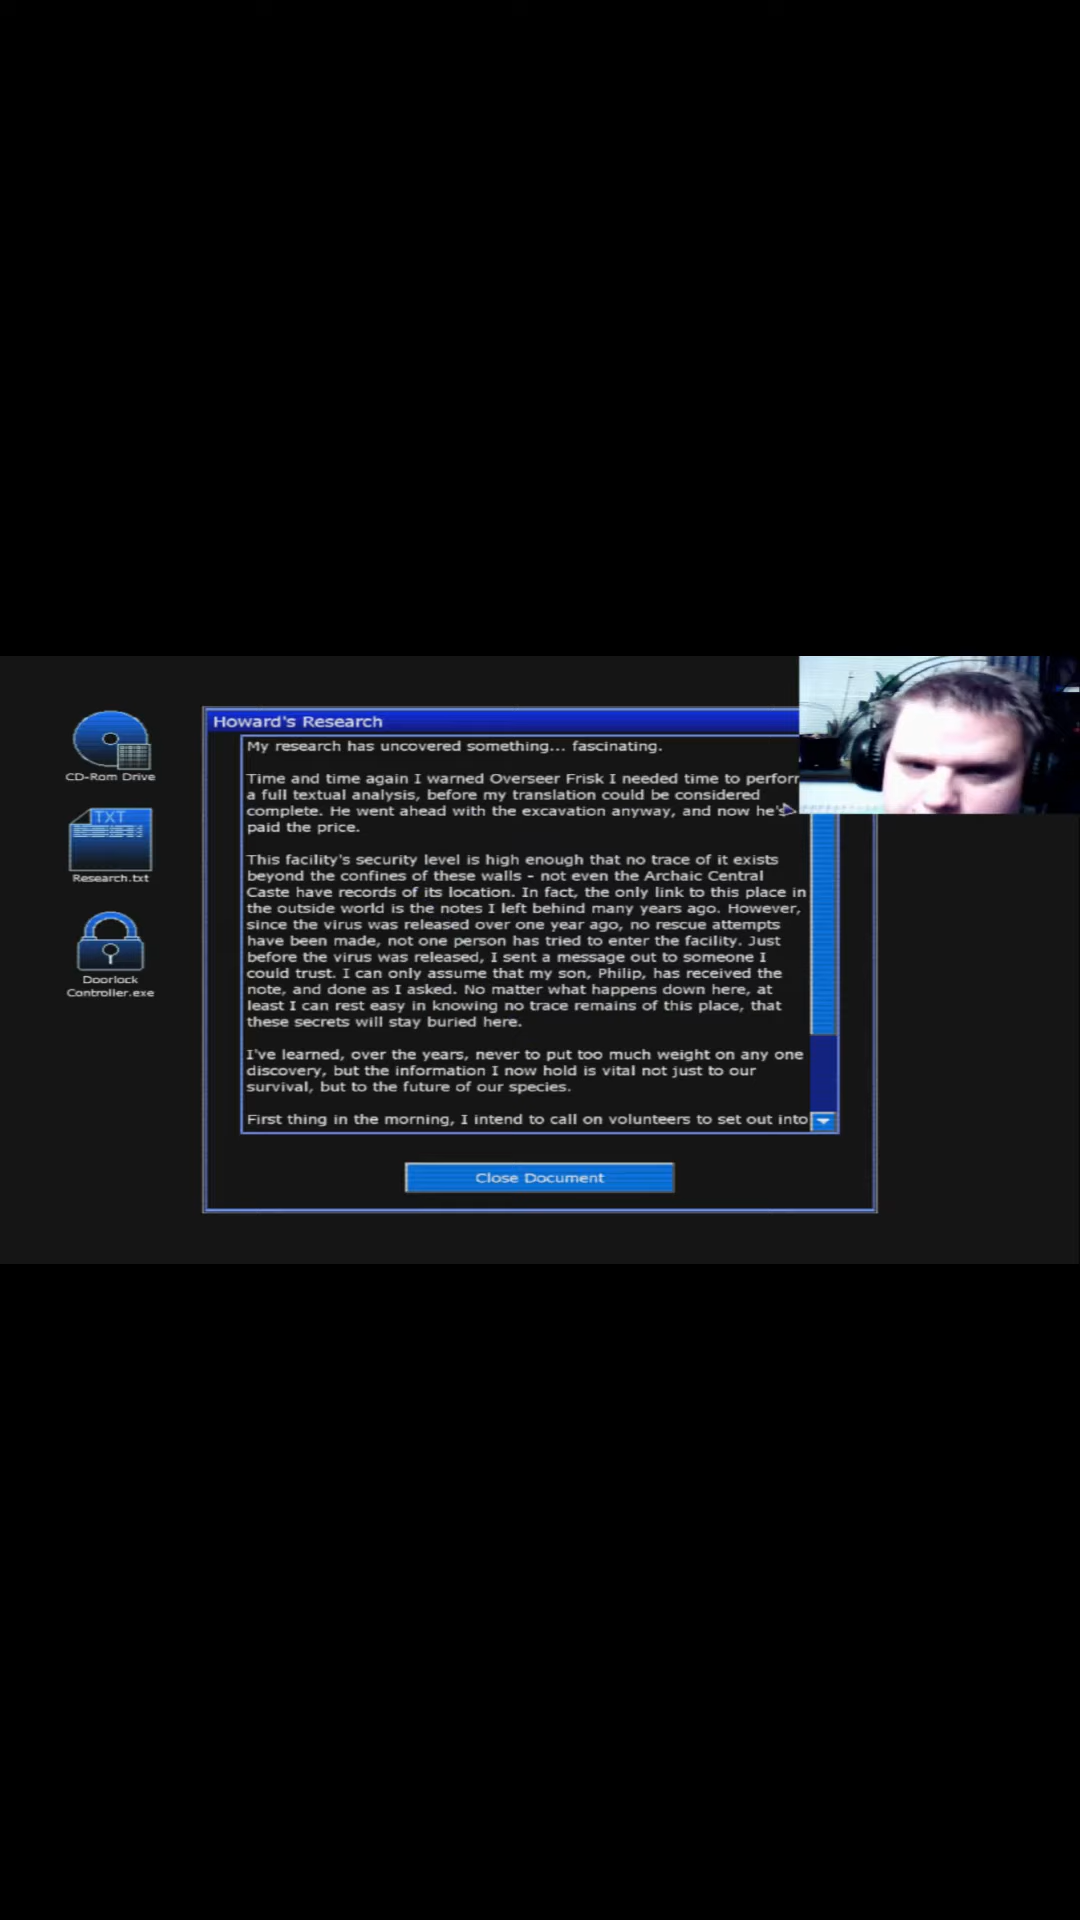 CD-Rom Drive
TXT
Research.txt
Doorlock
Controller.exe
Howard's Research
My research has uncovered something... fascinating.
Time and time again I warned Overseer Frisk I needed time to
a full textual analysis, before my translation could be considered
complete. He went ahead with the excavation anyway, and now he's
paid the price.
This facility's security level is high enough that no trace of it exists
beyond the confines of these walls - not even the Archaic Central
Caste have records of its location. In fact, the only link to this place in
the outside world is the notes I left behind many years ago. However,
since the virus was released over one year ago, no rescue attempts
have been made, not one person has tried to enter the facility. Just
before the virus was released, I sent a message out to someone I
could trust. I can only assume that my son, Philip, has received the
note, and done as I asked. No matter what happens down here, at
least I can rest easy in knowing no trace remains of this place, that
these secrets will stay buried here.
I've learned, over the years, never to put too much weight on any one
discovery, but the information I now hold is vital not just to our
survival, but to the future of our species.
First thing in the morning, I intend to call on volunteers to set out into
Close Document